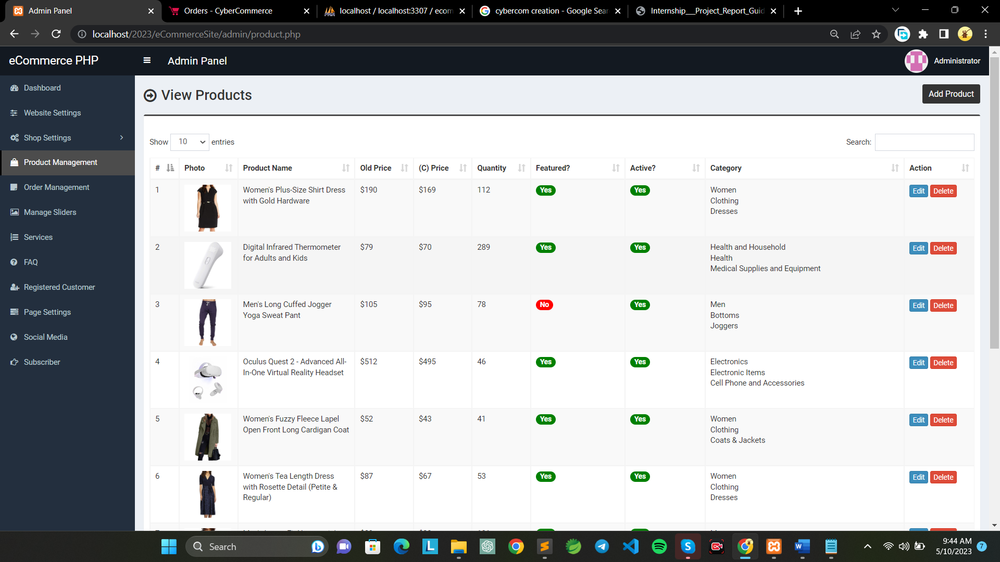 Admin Panel
Orders - CyberCommerce
localhost / localhost:3307 / ecom
cybercom creation - Google Sear
Internship___Project_Report_Guid
localhost/2023/eCommerceSite/admin/product.php
eCommerce PHP
Admin Panel
Administrator
Dashboard
Website Settings
Shop Settings
Product Management
Order Management
Manage Sliders
Services
FAQ
Registered Customer
Page Settings
Social Media
Subscriber
View Products
Add Product
Show 10 entries
Search:
# Photo Product Name Old Price (C) Price Quantity Featured? Active? Category Action
1 Women's Plus-Size Shirt Dress $190 $169 112 Yes Yes Women Edit Delete
with Gold Hardware Clothing
Dresses
2 Digital Infrared Thermometer $79 $70 289 Yes Yes Health and Household Edit Delete
for Adults and Kids Health
Medical Supplies and Equipment
3 Men's Long Cuffed Jogger $105 $95 78 No Yes Men Edit Delete
Yoga Sweat Pant Bottoms
Joggers
4 Oculus Quest 2 - Advanced All- $512 $495 46 Yes Yes Electronics Edit Delete
In-One Virtual Reality Headset Electronic Items
Cell Phone and Accessories
5 Women's Fuzzy Fleece Lapel $52 $43 41 Yes Yes Women Edit Delete
Open Front Long Cardigan Coat Clothing
Coats & Jackets
6 Women's Tea Length Dress $87 $67 53 Yes Yes Women Edit Delete
with Rosette Detail (Petite & Clothing
Regular) Dresses
Search
9:44 AM
5/10/2023
7